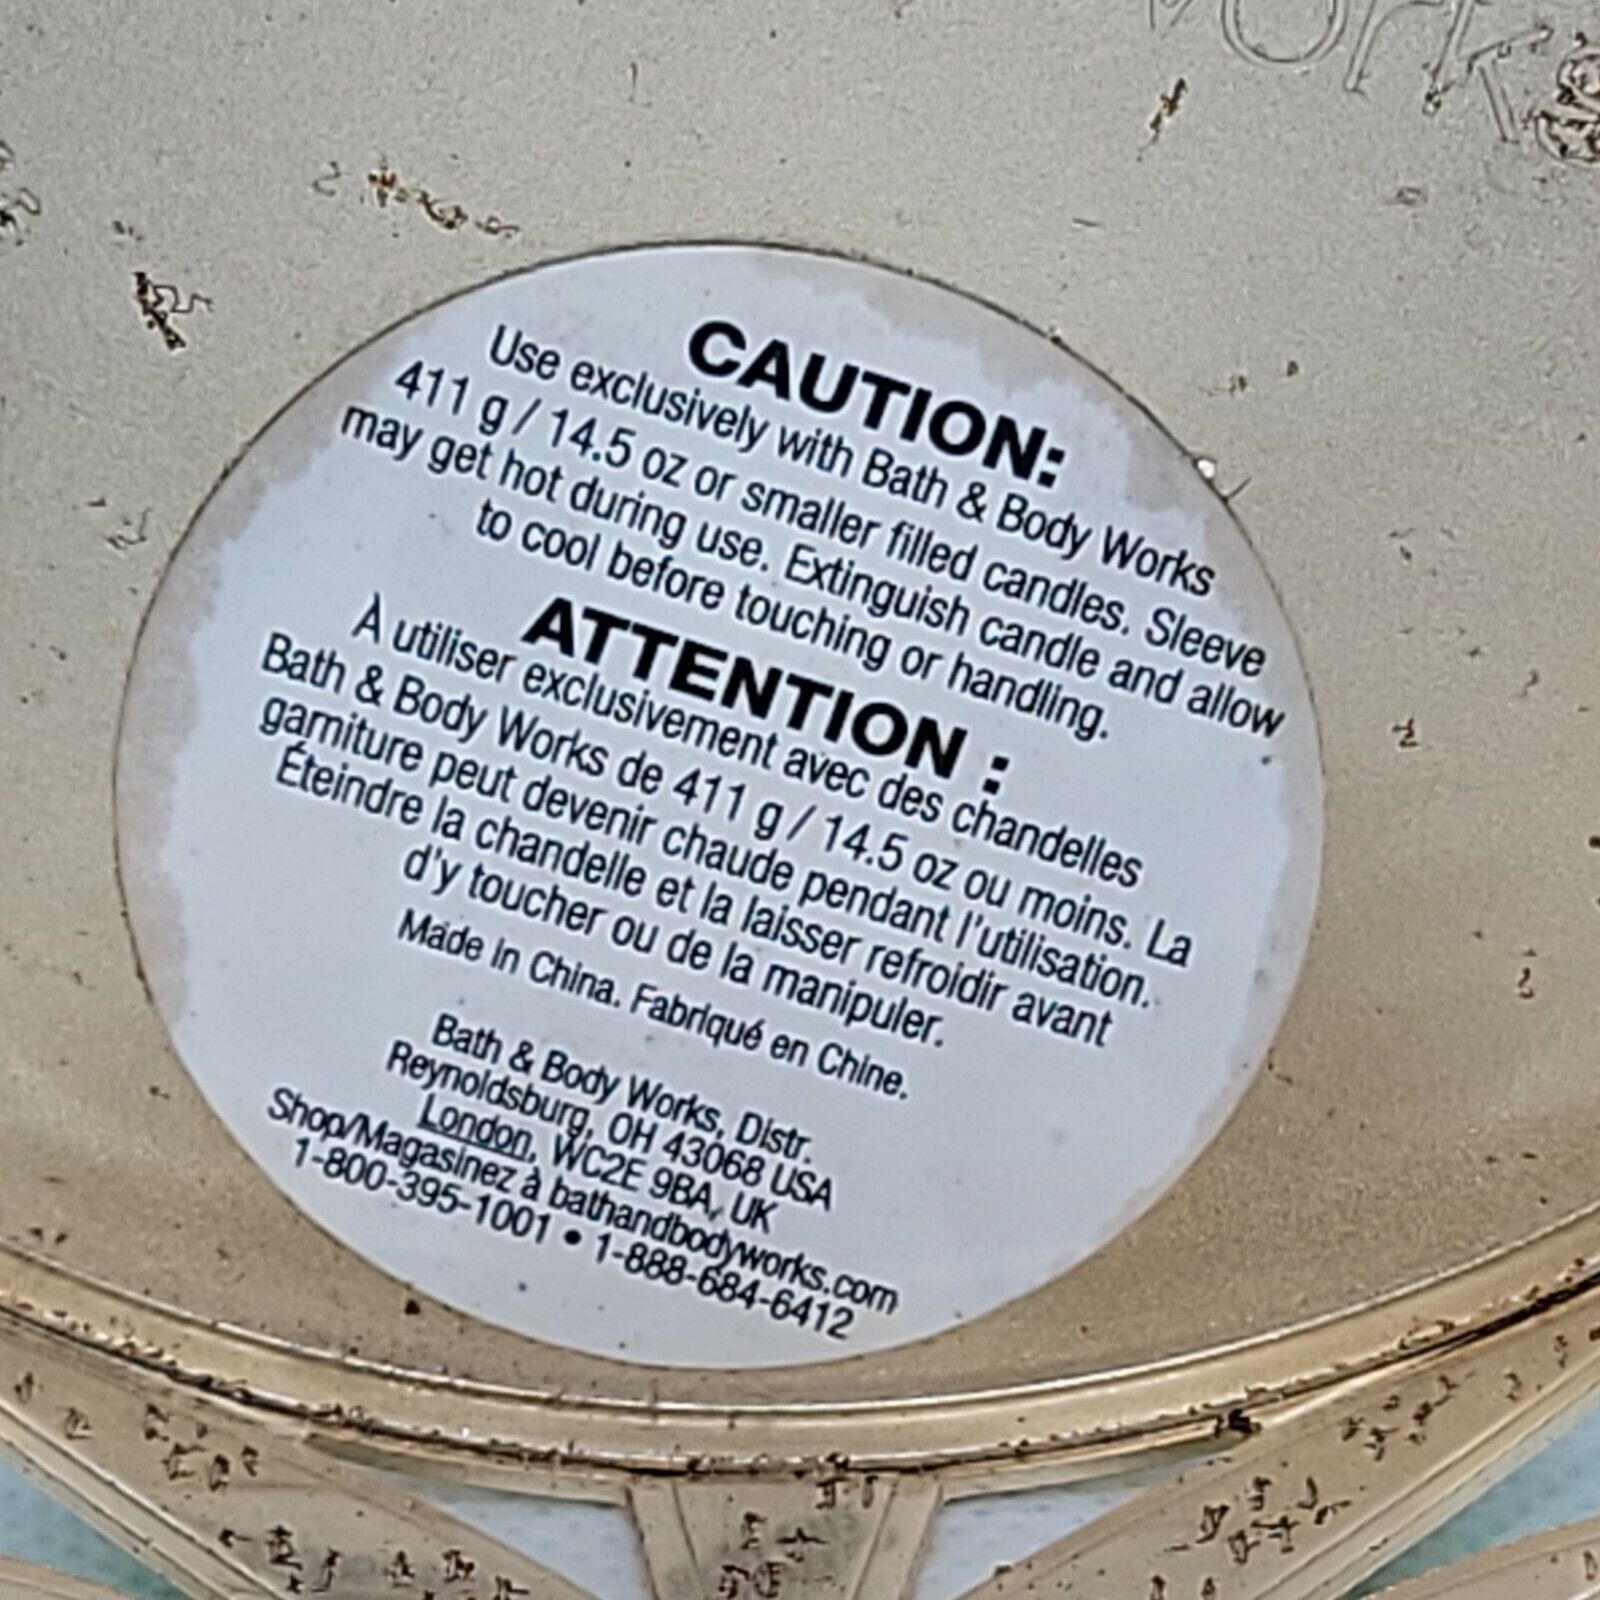 Works
CAUTION:
Use exclusively with Bath & Body Works
411 g / 14.5 oz or smaller filled candles. Sleeve
may get hot during use. Extinguish candle and allow
to cool before touching or handling.
ATTENTION :
À utiliser exclusivement avec des chandelles
Bath & Body Works de 411 g / 14.5 oz ou moins. La
garniture peut devenir chaude pendant l'utilisation.
Éteindre la chandelle et la laisser refroidir avant
d'y toucher ou de la manipuler.
Made in China. Fabriqué en Chine.
Bath & Body Works, Distr.
Reynoldsburg, OH 43068 USA
London, WC2E 9BA, UK
Shop/Magasinez à bathandbodyworks.com
1-800-395-1001 • 1-888-684-6412